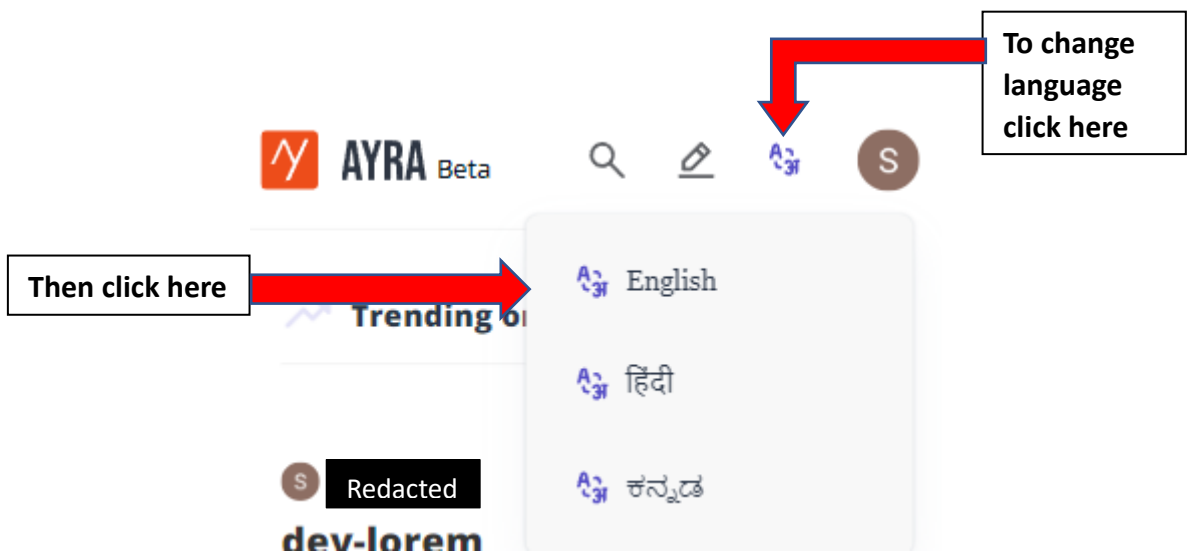 To change
language
click here
AYRA Beta
S
Then click here
English
Trending
हिंदी
S Redacted
ಕನ್ನಡ
dev-lorem